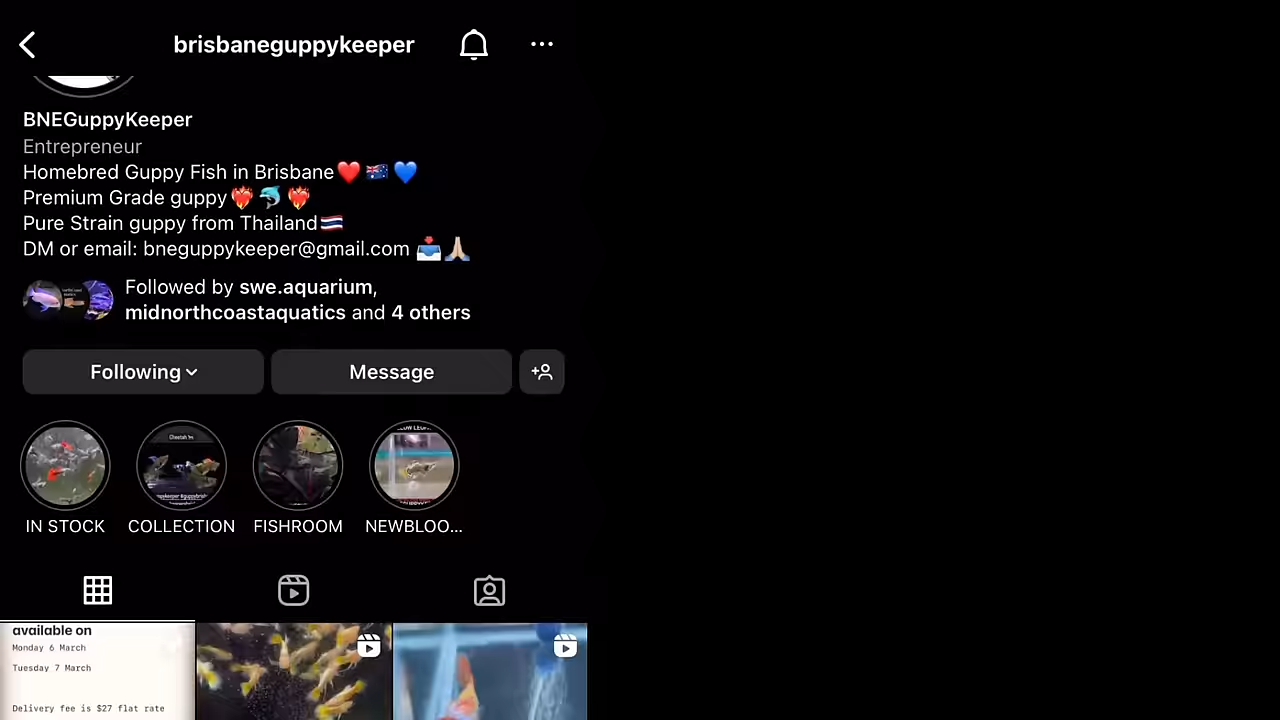 brisbaneguppykeeper
BNEGuppyKeeper
Entrepreneur
Homebred Guppy Fish in Brisbane❤️🇦🇺💙
Premium Grade guppy❤️‍🔥🐬❤️‍🔥
Pure Strain guppy from Thailand🇹🇭
DM or email: bneguppykeeper@gmail.com 📥🙏🏼
Followed by swe.aquarium,
midnorthcoastaquatics and 4 others
Following
Message
IN STOCK
COLLECTION
FISHROOM
NEWBLOO...
available on
Monday 6 March
Tuesday 7 March
Delivery fee is $27 flat rate